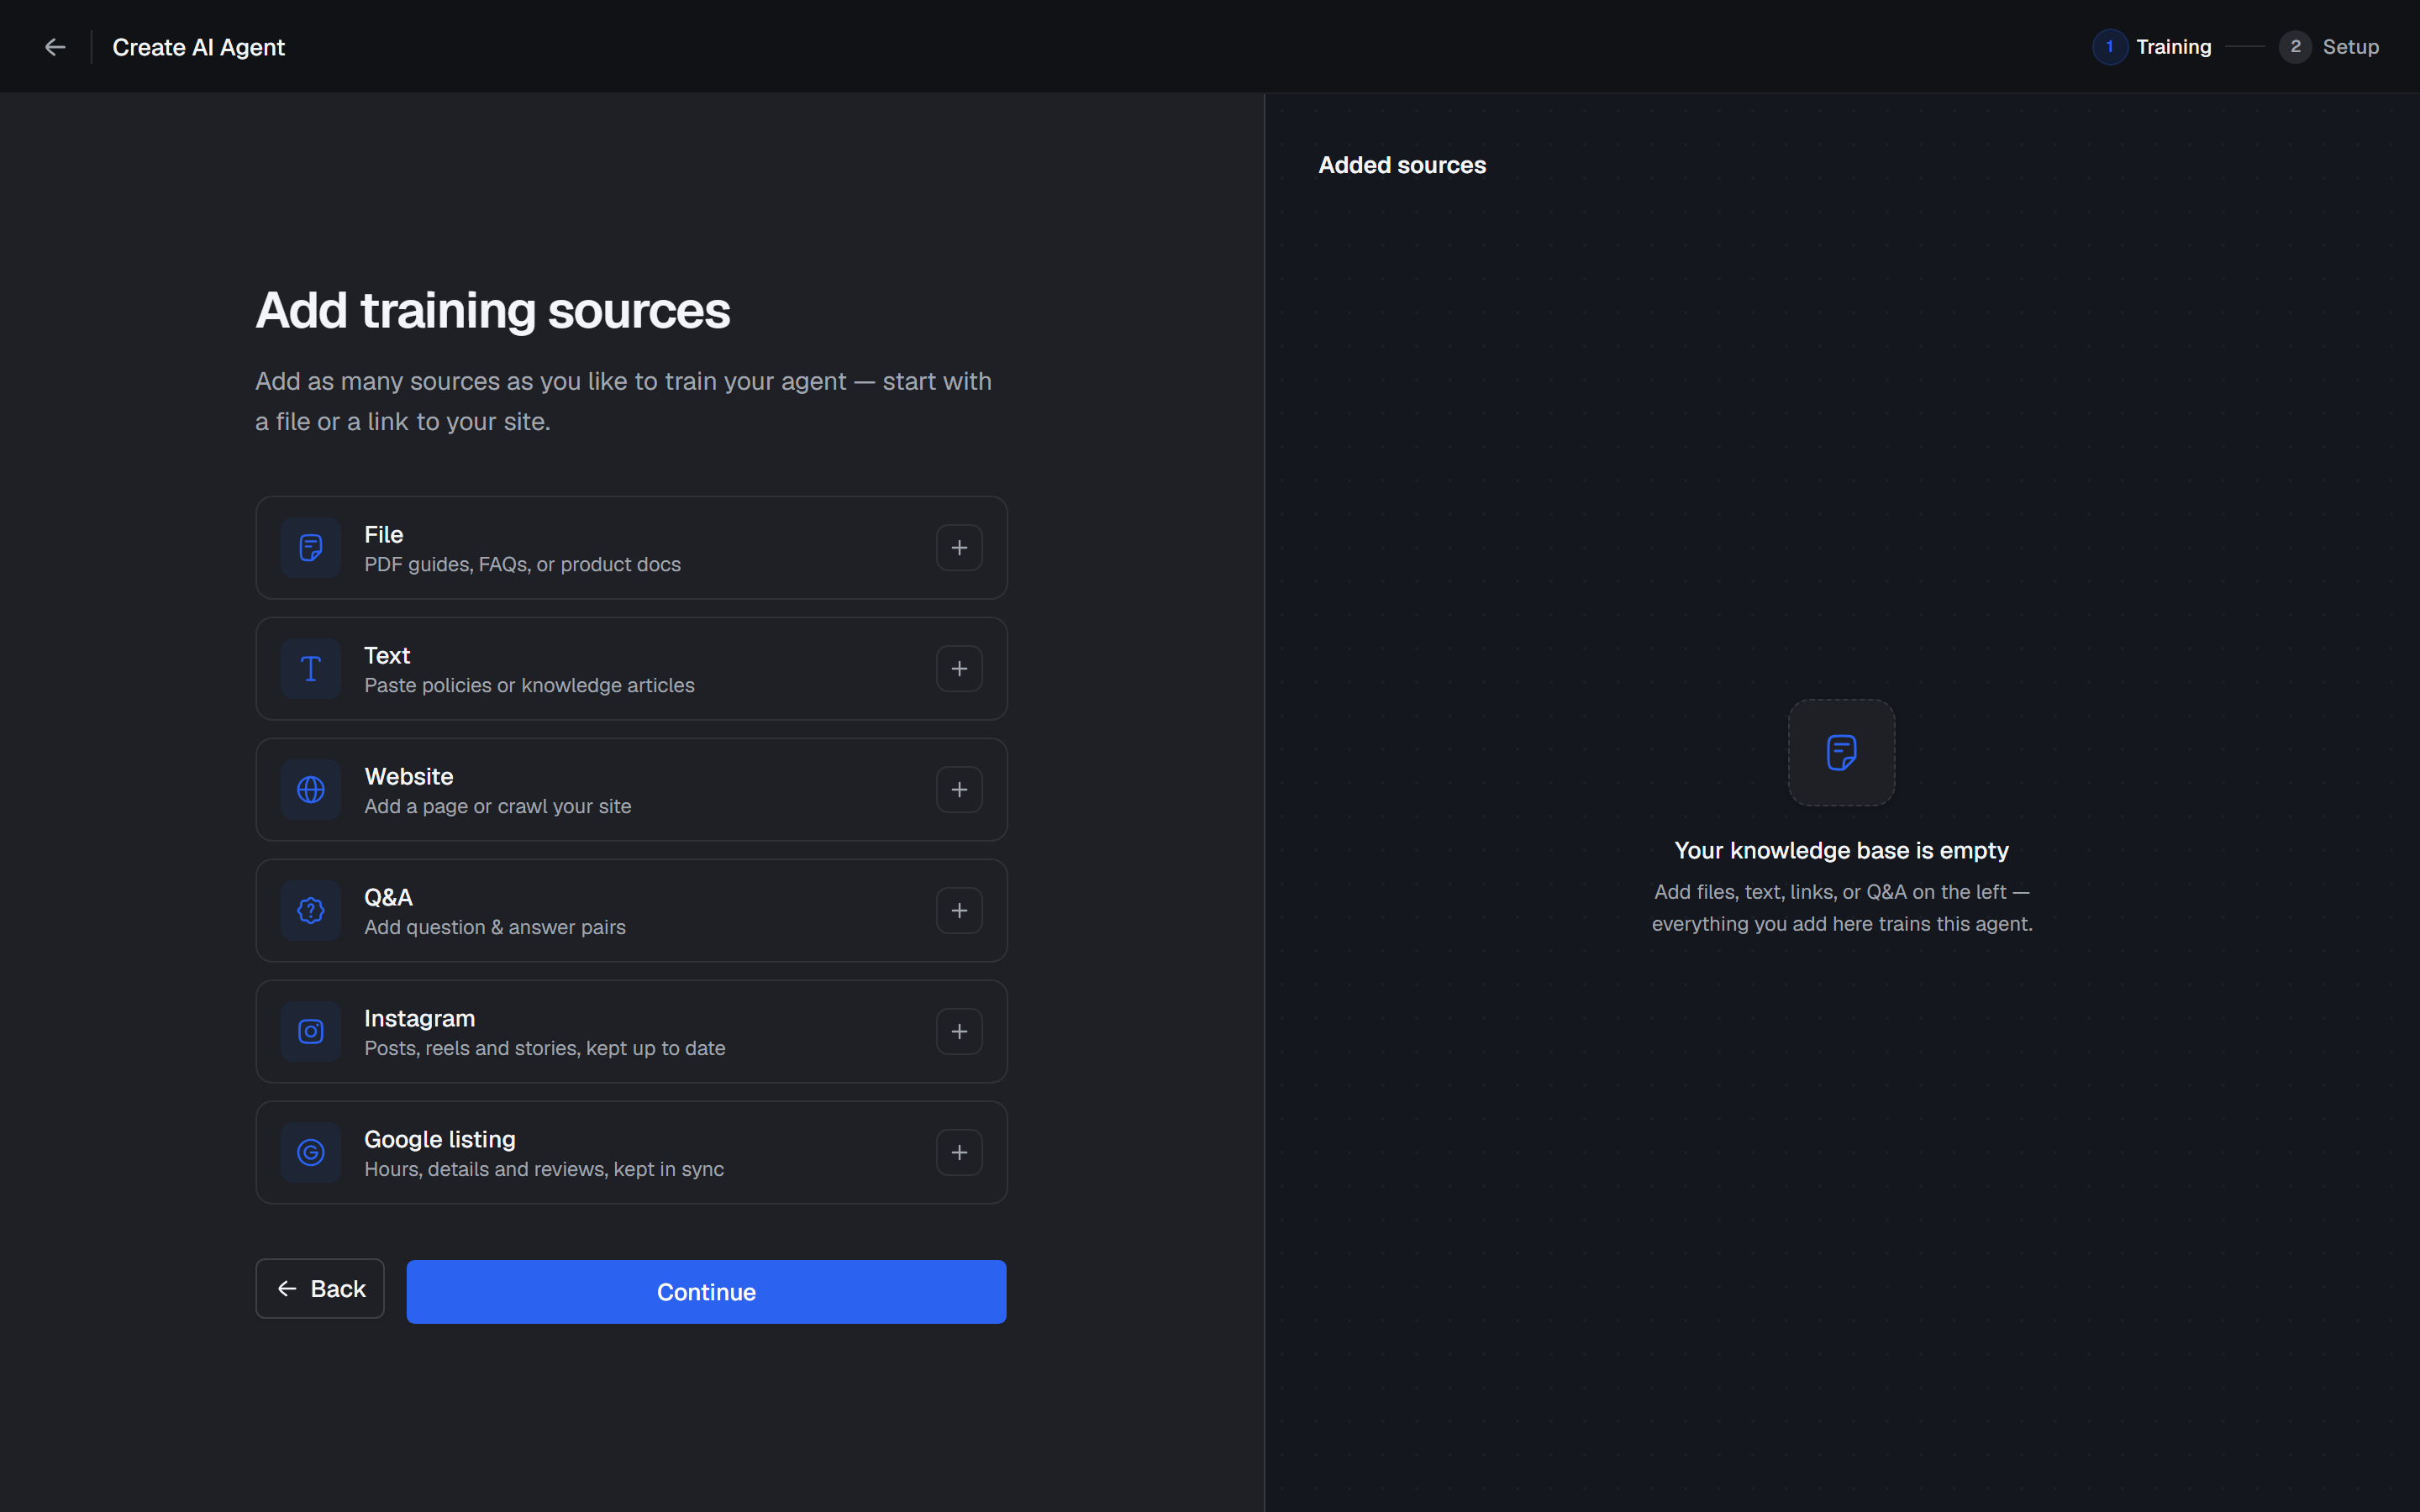 Create AI Agent
1 Training 2 Setup
Add training sources
Add as many sources as you like to train your agent — start with
a file or a link to your site.
File
PDF guides, FAQs, or product docs
Text
Paste policies or knowledge articles
Website
Add a page or crawl your site
Q&A
Add question & answer pairs
Instagram
Posts, reels and stories, kept up to date
Google listing
Hours, details and reviews, kept in sync
Back
Continue
Added sources
Your knowledge base is empty
Add files, text, links, or Q&A on the left —
everything you add here trains this agent.